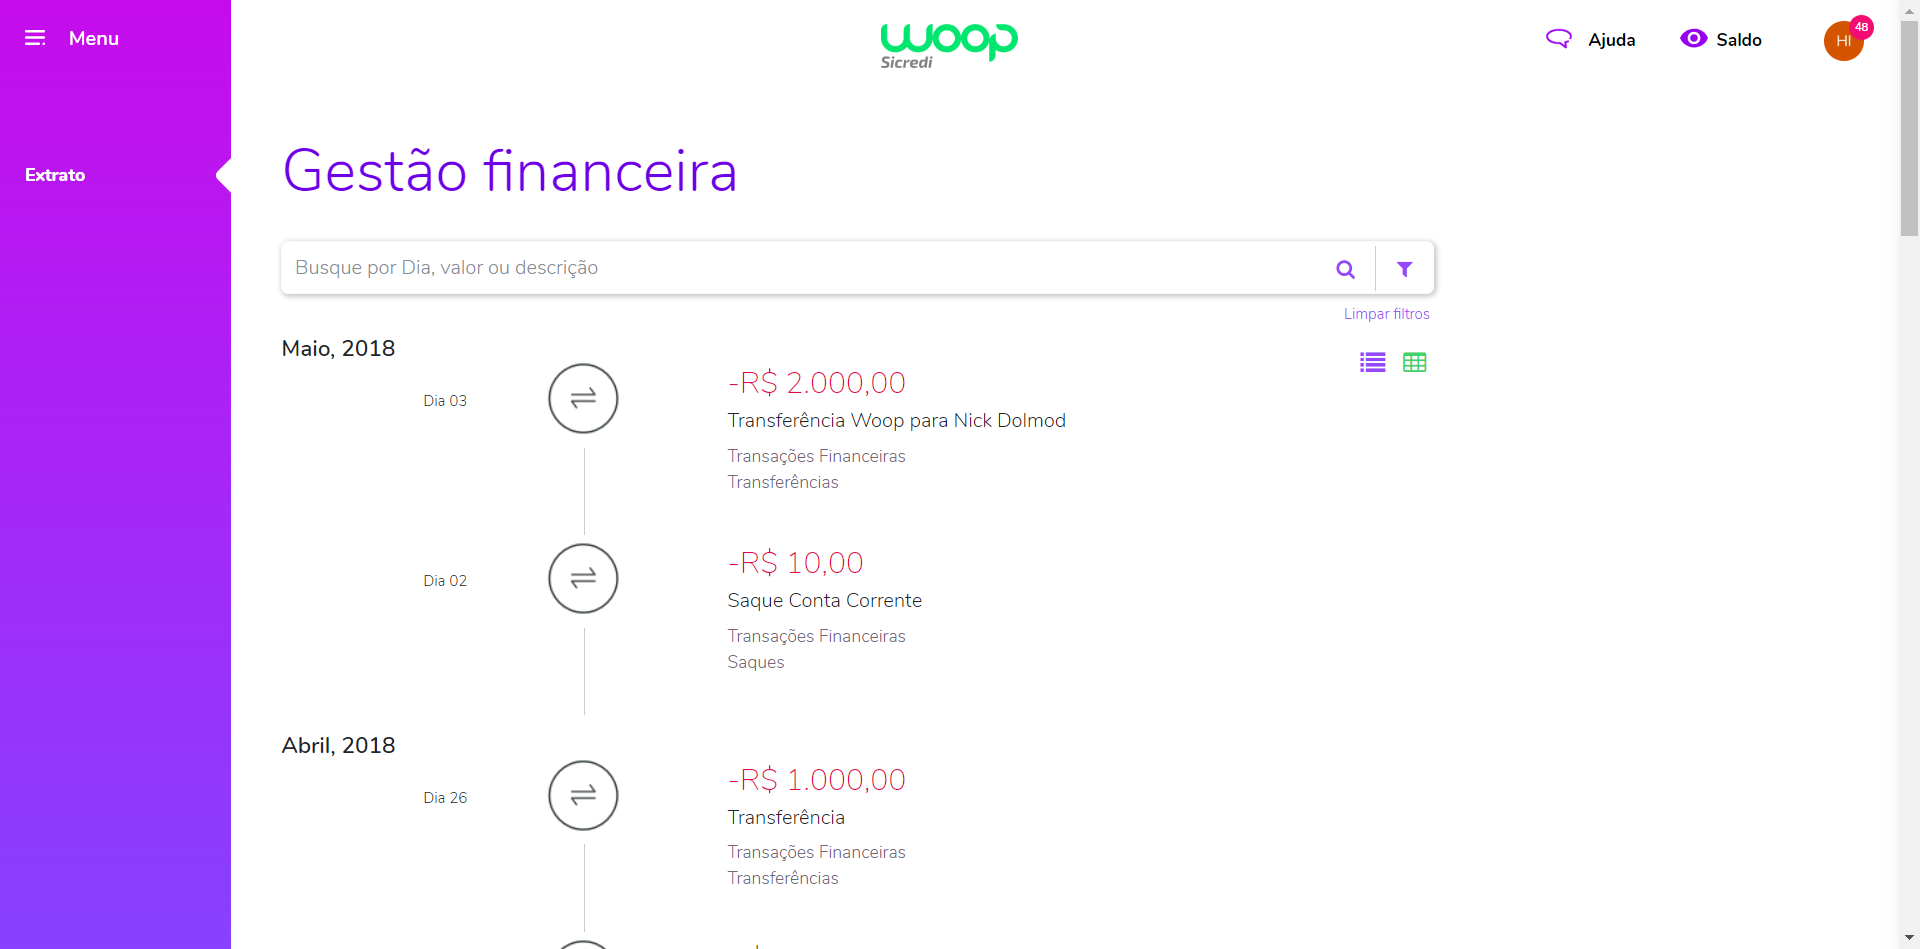 Menu
woop
Sicredi
Ajuda
Saldo
HI
48
Extrato
Gestão financeira
Busque por Dia, valor ou descrição
Limpar filtros
Maio, 2018
Dia 03
-R$ 2.000,00
Transferência Woop para Nick Dolmod
Transações Financeiras
Transferências
Dia 02
-R$ 10,00
Saque Conta Corrente
Transações Financeiras
Saques
Abril, 2018
Dia 26
-R$ 1.000,00
Transferência
Transações Financeiras
Transferências